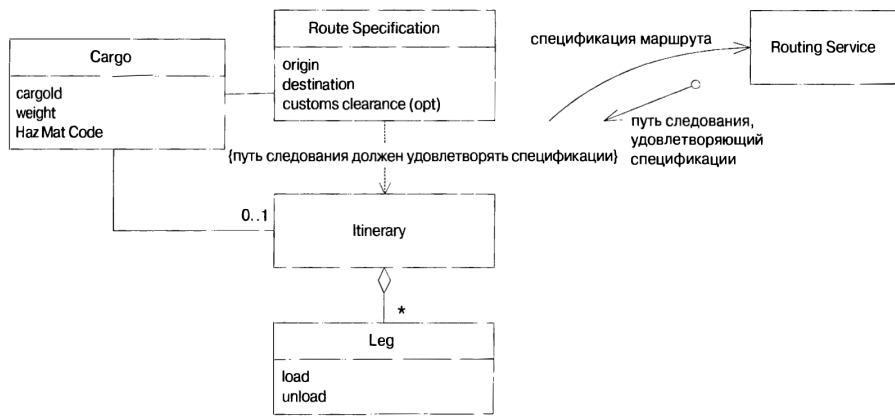 Cargo
cargoId
weight
Haz Mat Code
Route Specification
origin
destination
customs clearance (opt)
спецификация маршрута
Routing Service
путь следования,
удовлетворяющий
спецификации
{путь следования должен удовлетворять спецификации}
0..1
Itinerary
*
Leg
load
unload